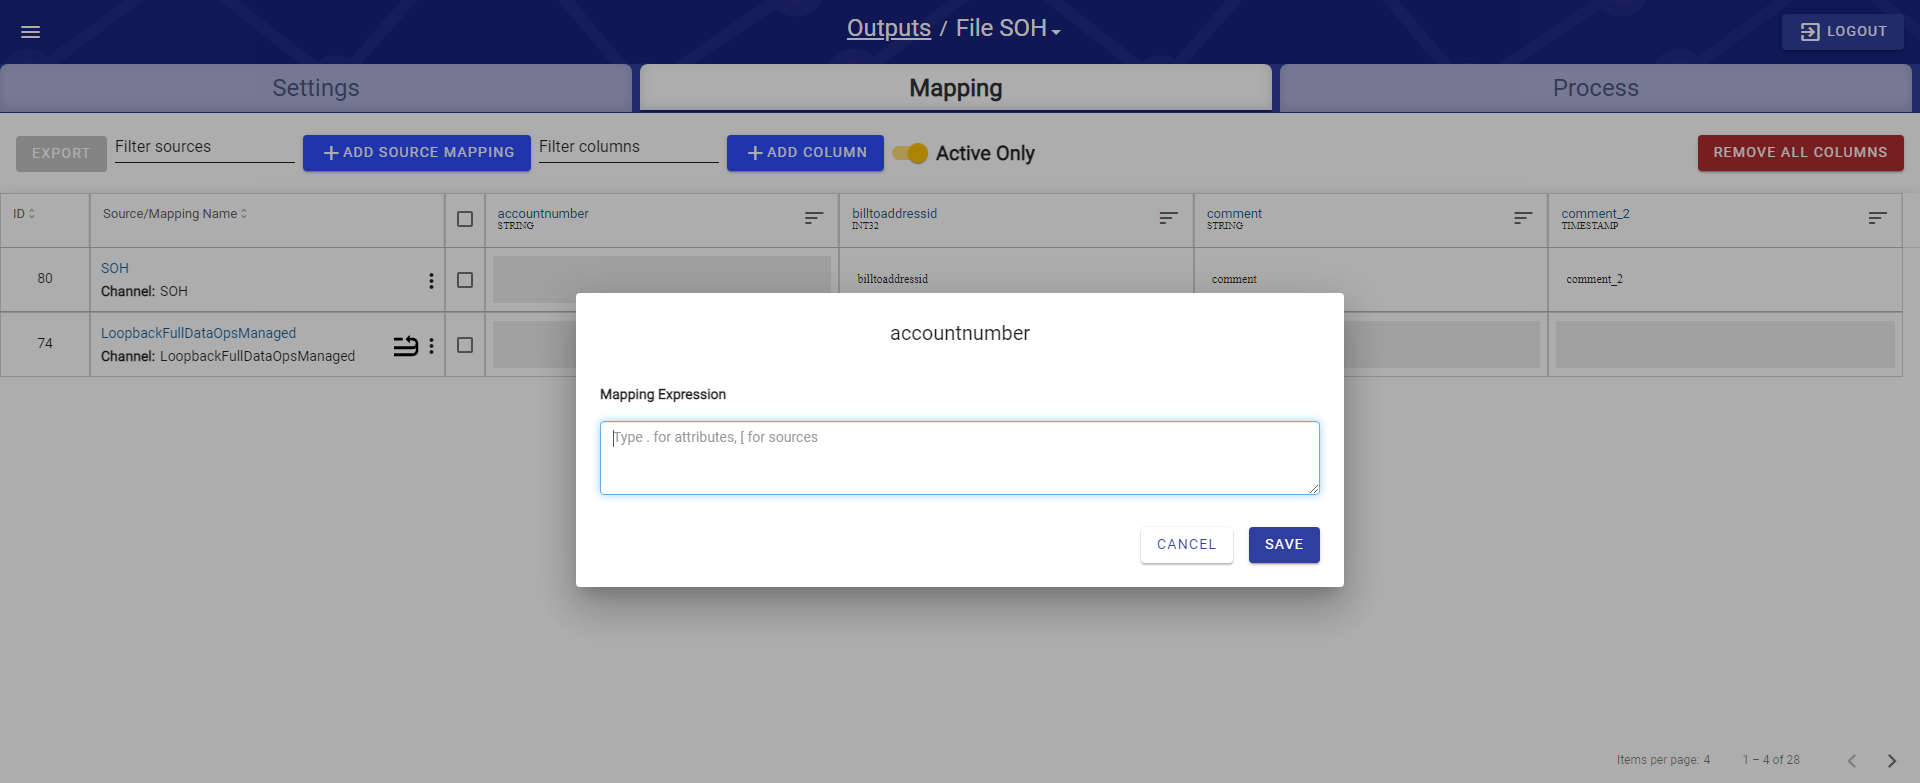 Outputs / File SOH
LOGOUT
Settings
Mapping
Process
EXPORT
Filter sources
ADD SOURCE MAPPING
Filter columns
ADD COLUMN
Active Only
REMOVE ALL COLUMNS
ID
Source/Mapping Name
accountnumber
STRING
billtoaddressid
INT32
comment
STRING
comment_2
TIMESTAMP
80
SOH
Channel: SOH
billtoaddressid
comment
comment_2
74
LoopbackFullDataOpsManaged
Channel: LoopbackFullDataOpsManaged
accountnumber
Mapping Expression
Type . for attributes, [ for sources
CANCEL
SAVE
Items per page: 4
1 – 4 of 28